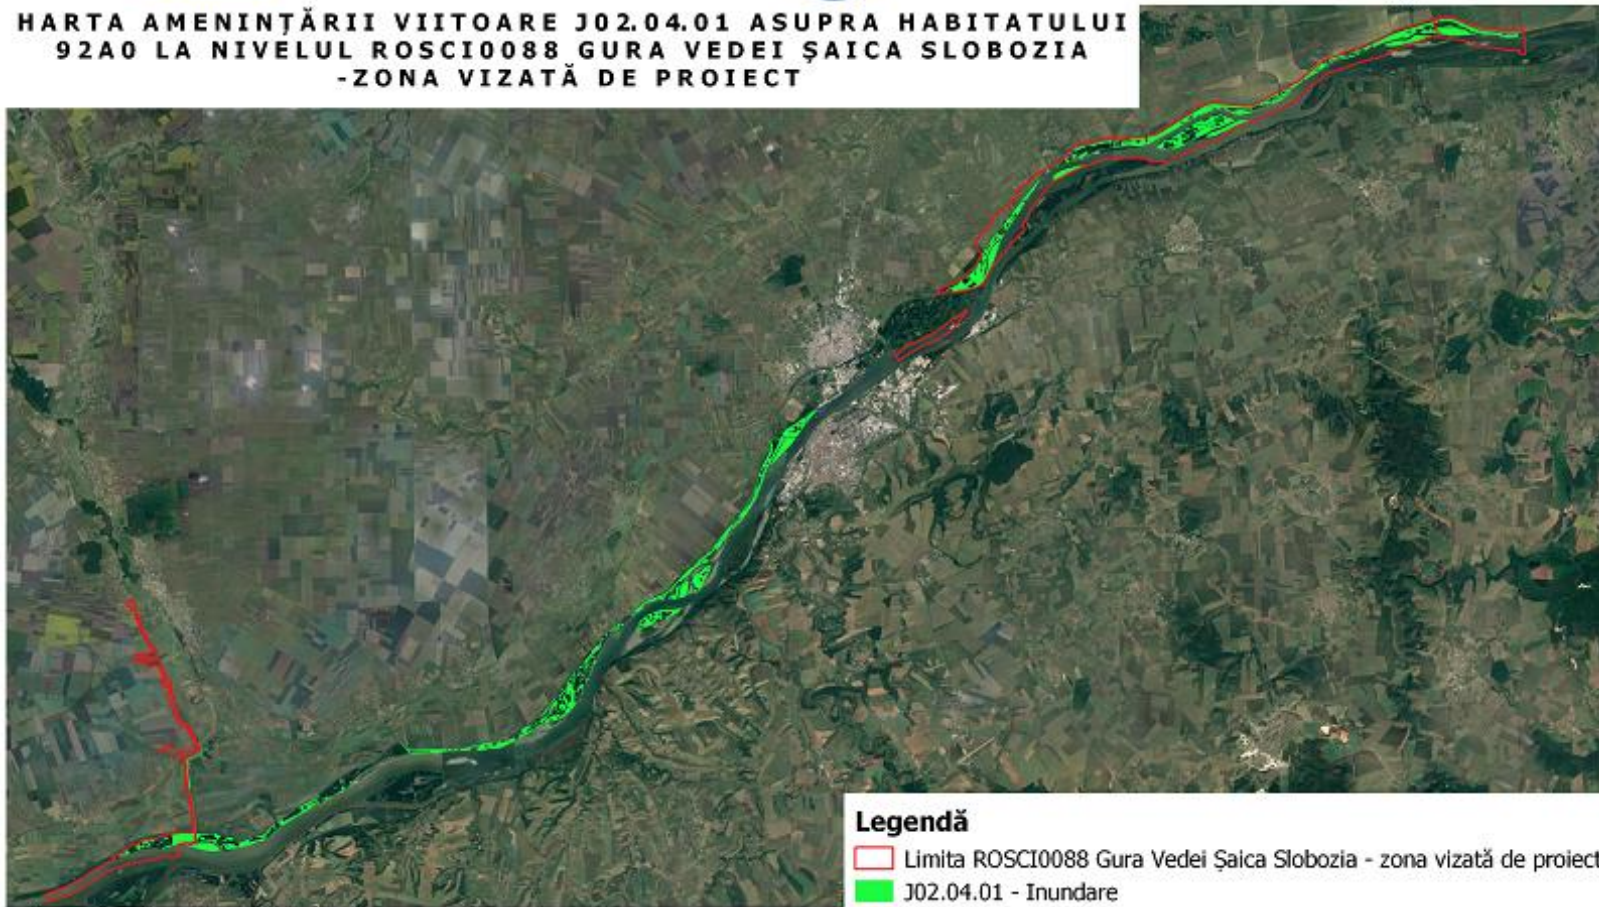 HARTA AMENINȚĂRII VIITOARE J02.04.01 ASUPRA HABITATULUI
92A0 LA NIVELUL ROSCI0088 GURA VEDEI ȘAICA SLOBOZIA
-ZONA VIZATĂ DE PROIECT
Legendă
Limita ROSCI0088 Gura Vedei Șaica Slobozia - zona vizată de proiect
J02.04.01 - Inundare